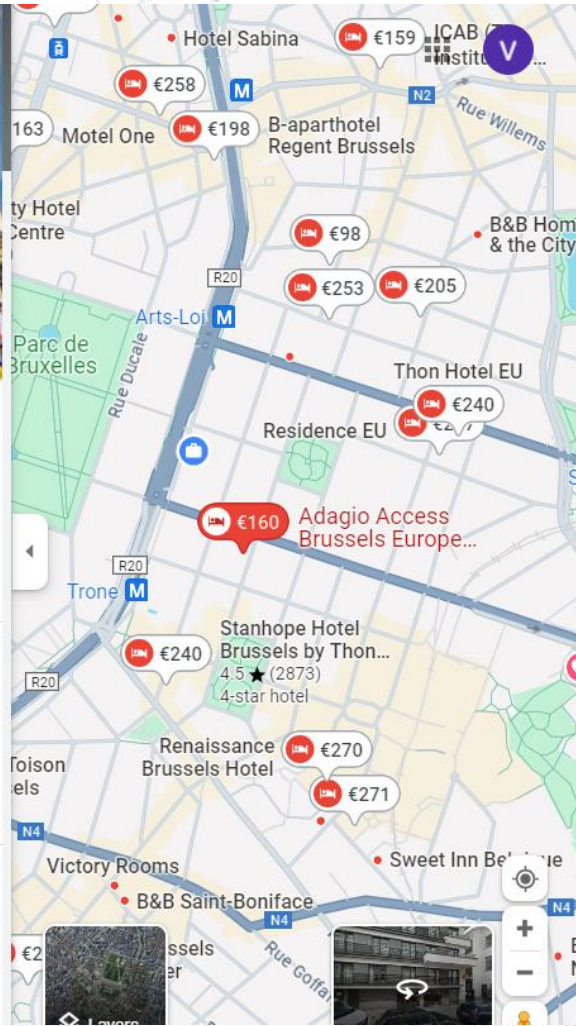 Hotel Sabina
€159
ICAB (
V
€258
M
N2
Rue Willems
163
Motel One
€198
B-aparthotel
Regent Brussels
ty Hotel
Centre
€98
B&B Hom
& the City
R20
€253
€205
Arts-Loi M
Parc de
Bruxelles
Rue Ducale
Thon Hotel EU
€240
Residence EU
€160
Adagio Access
Brussels Europe...
R20
Trone M
Stanhope Hotel
Brussels by Thon...
€240
4.5 ★ (2873)
4-star hotel
R20
Renaissance
Brussels Hotel
€270
Toison
els
€271
N4
Victory Rooms
Sweet Inn Be
B&B Saint-Boniface
N4
N4
€2
ssels
er
Rue Goffa
Layers